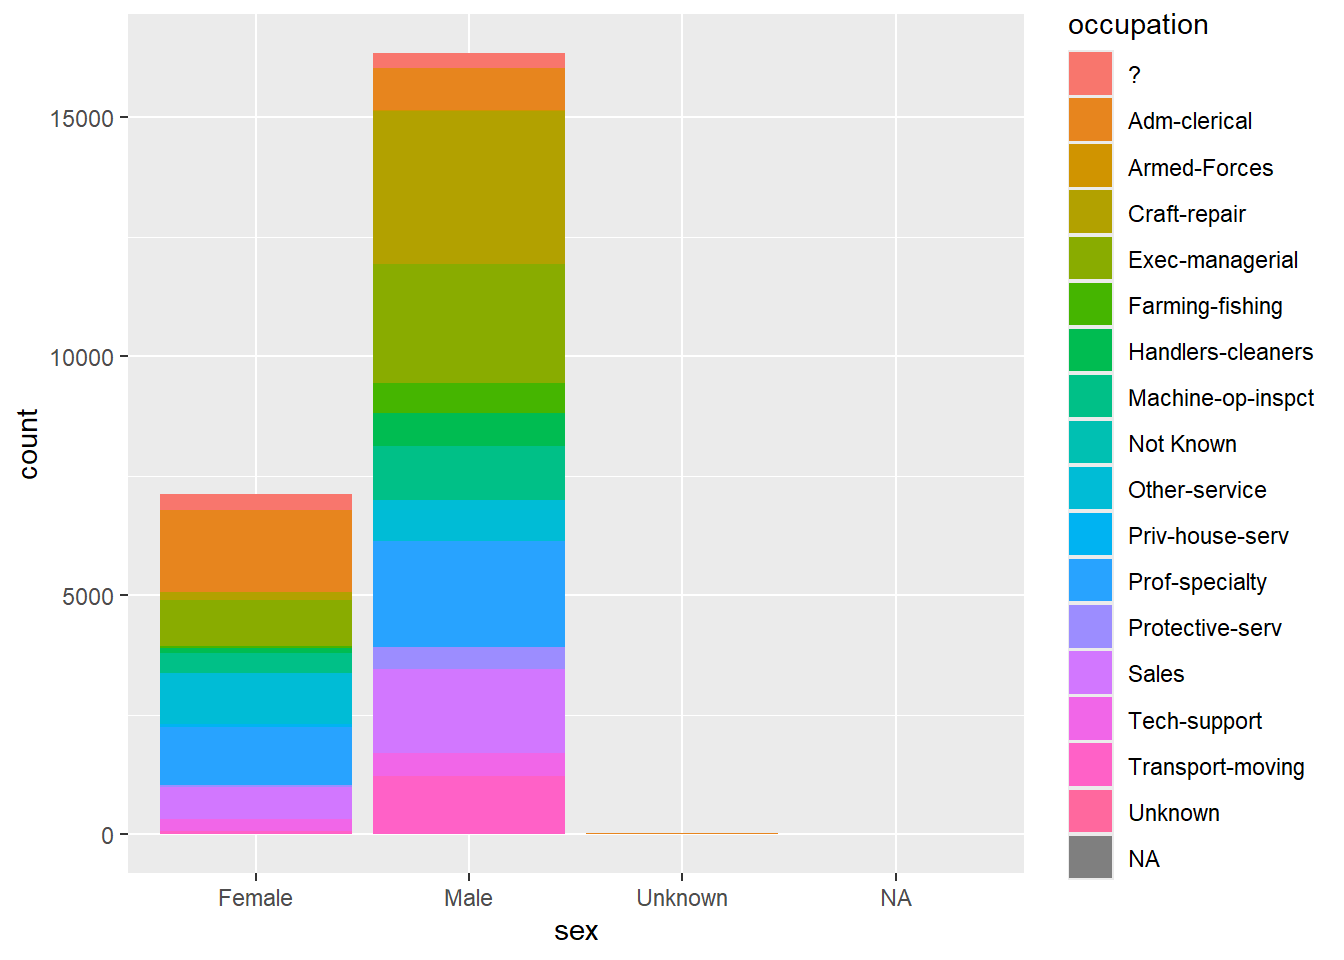 occupation
?
Adm-clerical
Armed-Forces
Craft-repair
Exec-managerial
Farming-fishing
Handlers-cleaners
Machine-op-inspct
Not Known
Other-service
Priv-house-serv
Prof-specialty
Protective-serv
Sales
Tech-support
Transport-moving
Unknown
NA
15000
10000
5000
0
count
Female Male Unknown NA
sex